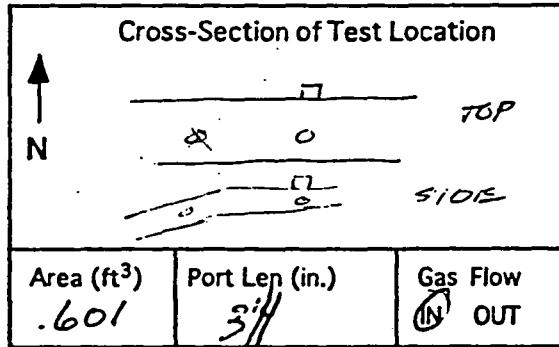 Cross-Section of Test Location
N
TOP
SIDE
Area (ft³)
.601
Port Len (in.)
Gas Flow
IN OUT